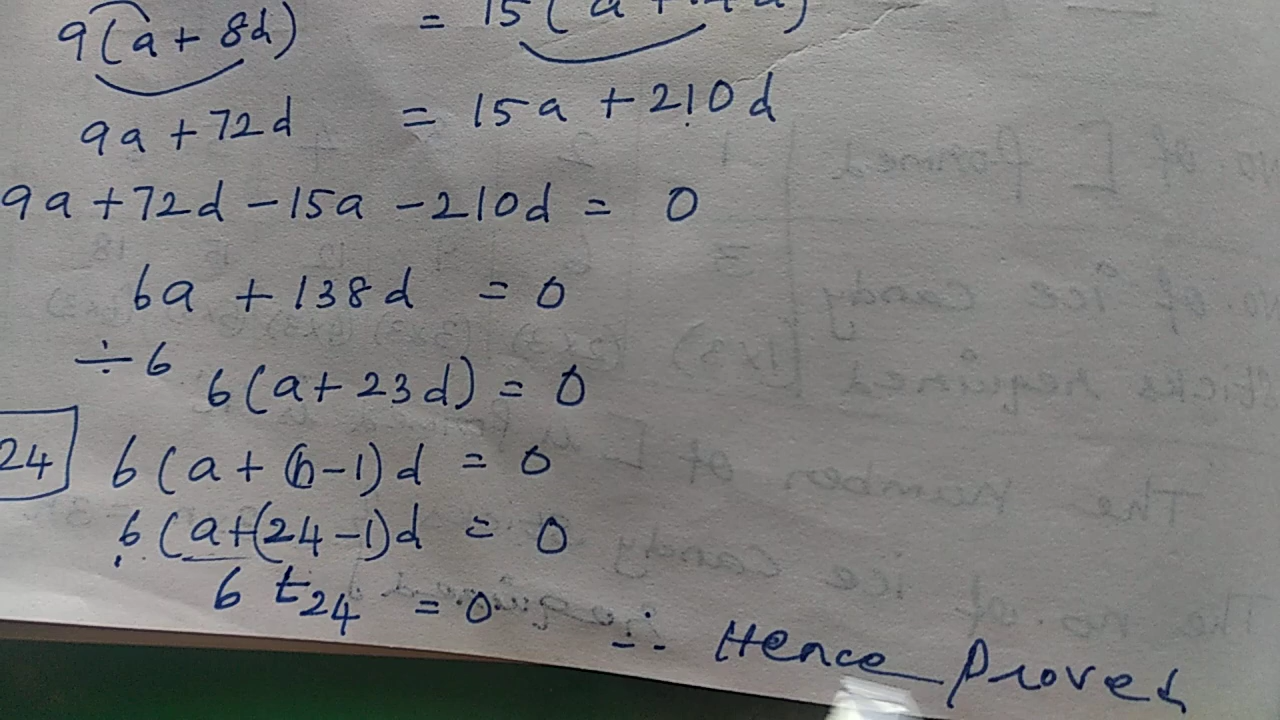 9(a + 8d) = 15(a + 14d)
9a + 72d = 15a + 210d
9a + 72d - 15a - 210d = 0
6a + 138d = 0
÷ 6 6(a + 23d) = 0
24 6(a + (n-1)d = 0
6(a+(24-1)d = 0
6 t24 = 0 ∴ Hence Proved